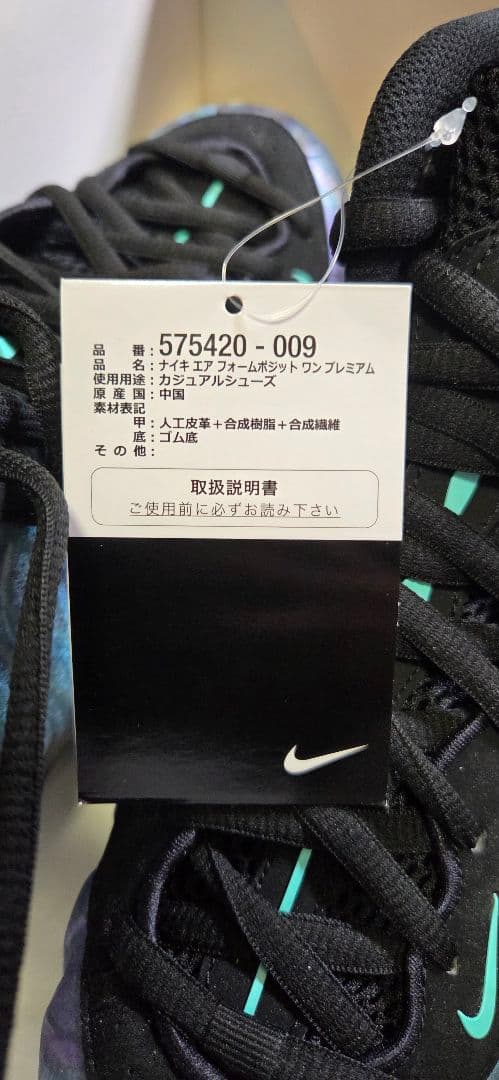 品番：575420 - 009
品名：ナイキ エア フォームポジット ワン プレミアム
使用用途：カジュアルシューズ
原産国：中国
素材表記
甲：人工皮革＋合成樹脂＋合成繊維
底：ゴム底
その他：
取扱説明書
ご使用前に必ずお読み下さい